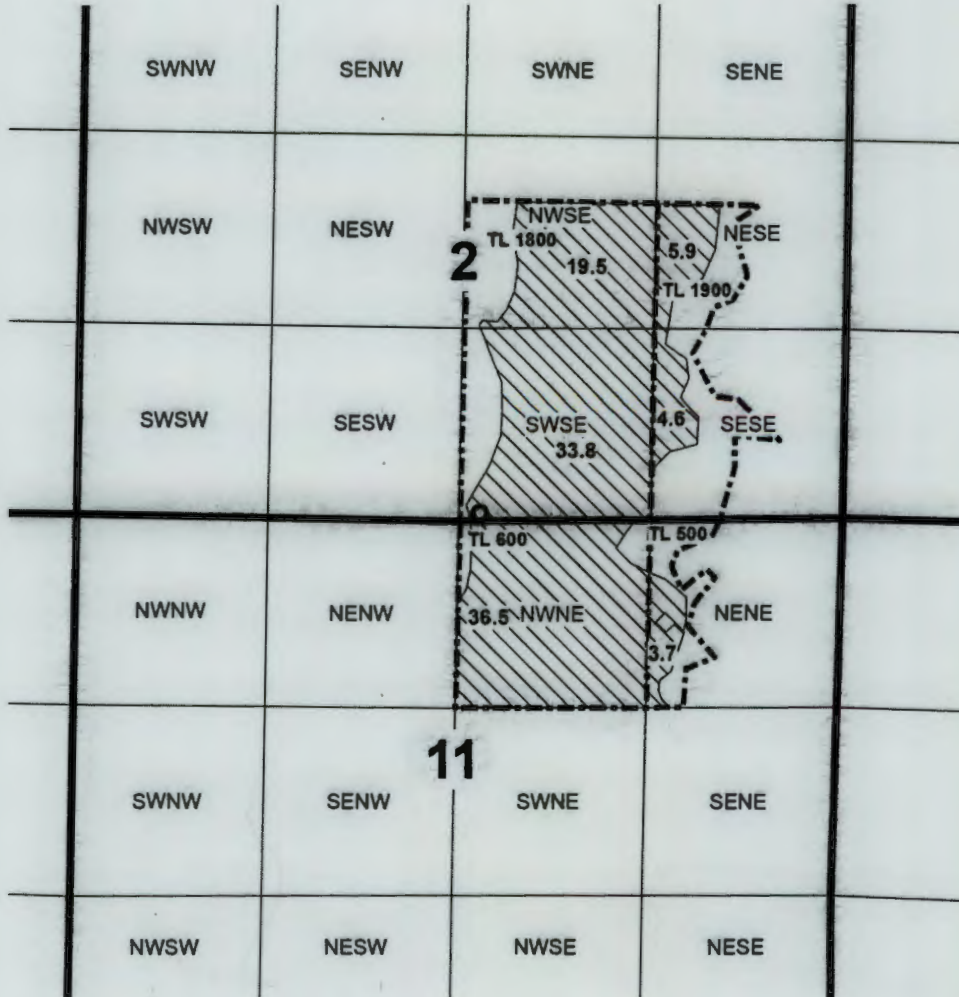 SWNW SENW SWNE SENE
NWSW NESW NWSE NESE
TL 1800
2
19.5
5.9
TL 1900
SWSW SESW SWSE SESE
4.6
33.8
TL 600
TL 500
NWNW NENW 36.5 NWNE NENE
3.7
11
SWNW SENW SWNE SENE
NWSW NESW NWSE NESE